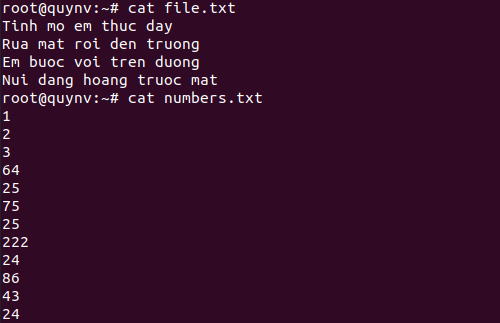 root@quynv:~# cat file.txt
Tinh mo em thuc day
Rua mat roi den truong
Em buoc voi tren duong
Nui dang hoang truoc mat
root@quynv:~# cat numbers.txt
1
2
3
64
25
75
25
222
24
86
43
24